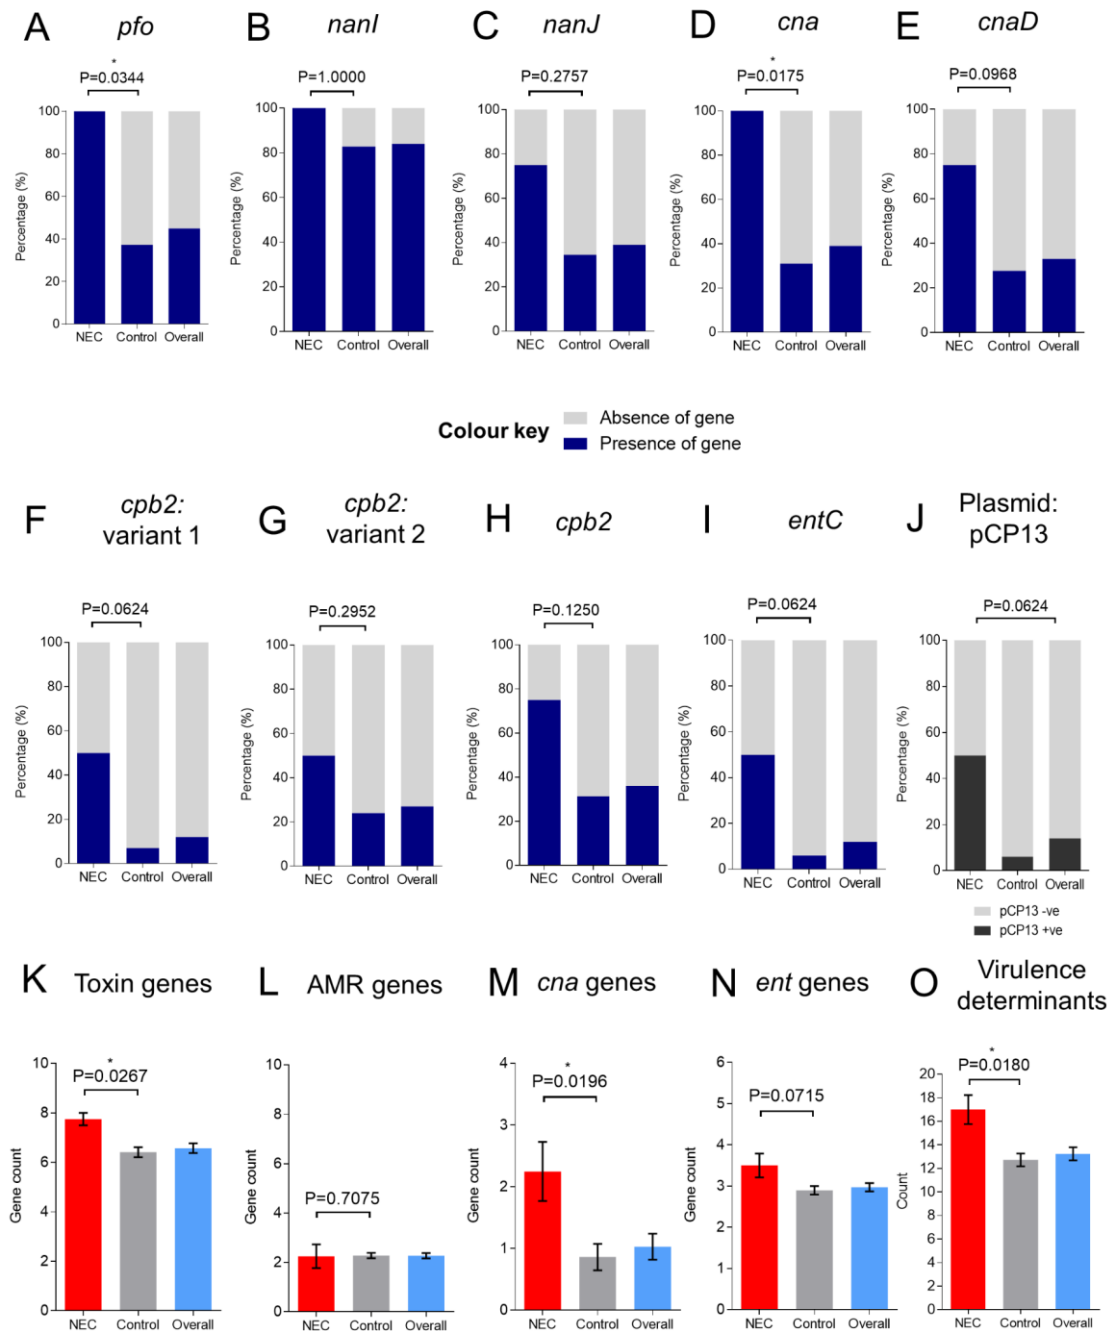 A pfo
B nanI
C nanJ
D cna
E cnaD
*
P=0.0344
P=1.0000
P=0.2757
*
P=0.0175
P=0.0968
Percentage (%)
100
80
60
40
20
0
NEC Control Overall
Percentage (%)
100
80
60
40
20
0
NEC Control Overall
Percentage (%)
100
80
60
40
20
0
NEC Control Overall
Percentage (%)
100
80
60
40
20
0
NEC Control Overall
Percentage (%)
100
80
60
40
20
0
NEC Control Overall
Colour key
Absence of gene
Presence of gene
F cpb2:
variant 1
G cpb2:
variant 2
H cpb2
I entC
J Plasmid:
pCP13
P=0.0624
P=0.2952
P=0.1250
P=0.0624
P=0.0624
Percentage (%)
100
80
60
40
20
0
NEC Control Overall
Percentage (%)
100
80
60
40
20
0
NEC Control Overall
Percentage (%)
100
80
60
40
20
0
NEC Control Overall
Percentage (%)
100
80
60
40
20
0
NEC Control Overall
Percentage (%)
100
80
60
40
20
0
NEC Control Overall
pCP13 -ve
pCP13 +ve
K Toxin genes
L AMR genes
M cna genes
N ent genes
O Virulence
determinants
*
P=0.0267
Gene count
10
8
6
4
2
0
NEC Control Overall
P=0.7075
Gene count
10
8
6
4
2
0
NEC Control Overall
*
P=0.0196
Gene count
4
3
2
1
0
NEC Control Overall
P=0.0715
Gene count
6
5
4
3
2
1
0
NEC Control Overall
*
P=0.0180
Count
20
18
16
14
12
10
8
6
4
2
0
NEC Control Overall